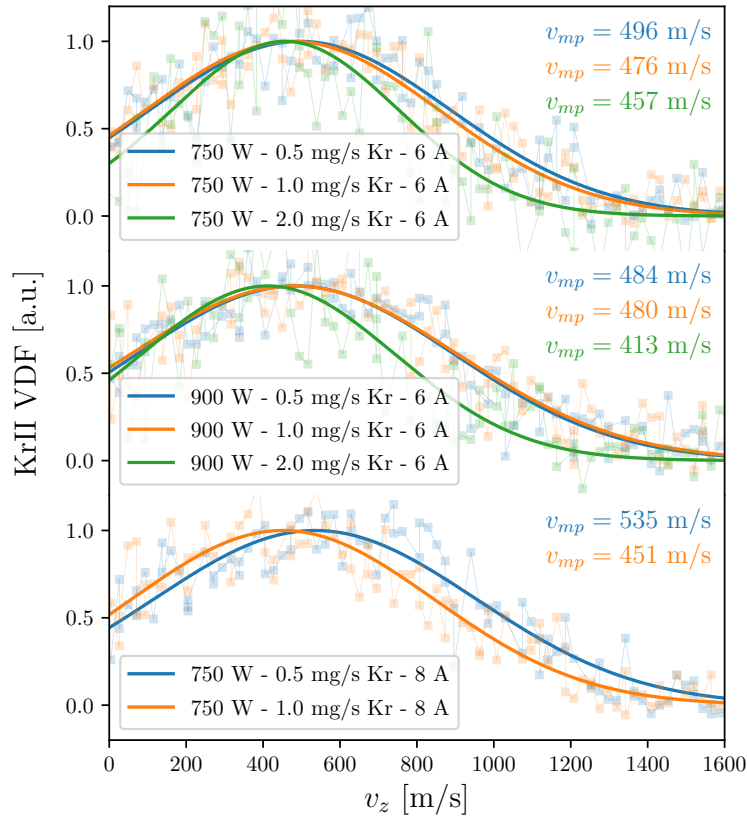 KrII VDF [a.u.]
1.0
0.5
0.0
v_mp = 496 m/s
v_mp = 476 m/s
v_mp = 457 m/s
750 W - 0.5 mg/s Kr - 6 A
750 W - 1.0 mg/s Kr - 6 A
750 W - 2.0 mg/s Kr - 6 A
1.0
0.5
0.0
v_mp = 484 m/s
v_mp = 480 m/s
v_mp = 413 m/s
900 W - 0.5 mg/s Kr - 6 A
900 W - 1.0 mg/s Kr - 6 A
900 W - 2.0 mg/s Kr - 6 A
1.0
0.5
0.0
v_mp = 535 m/s
v_mp = 451 m/s
750 W - 0.5 mg/s Kr - 8 A
750 W - 1.0 mg/s Kr - 8 A
0 200 400 600 800 1000 1200 1400 1600
v_z [m/s]